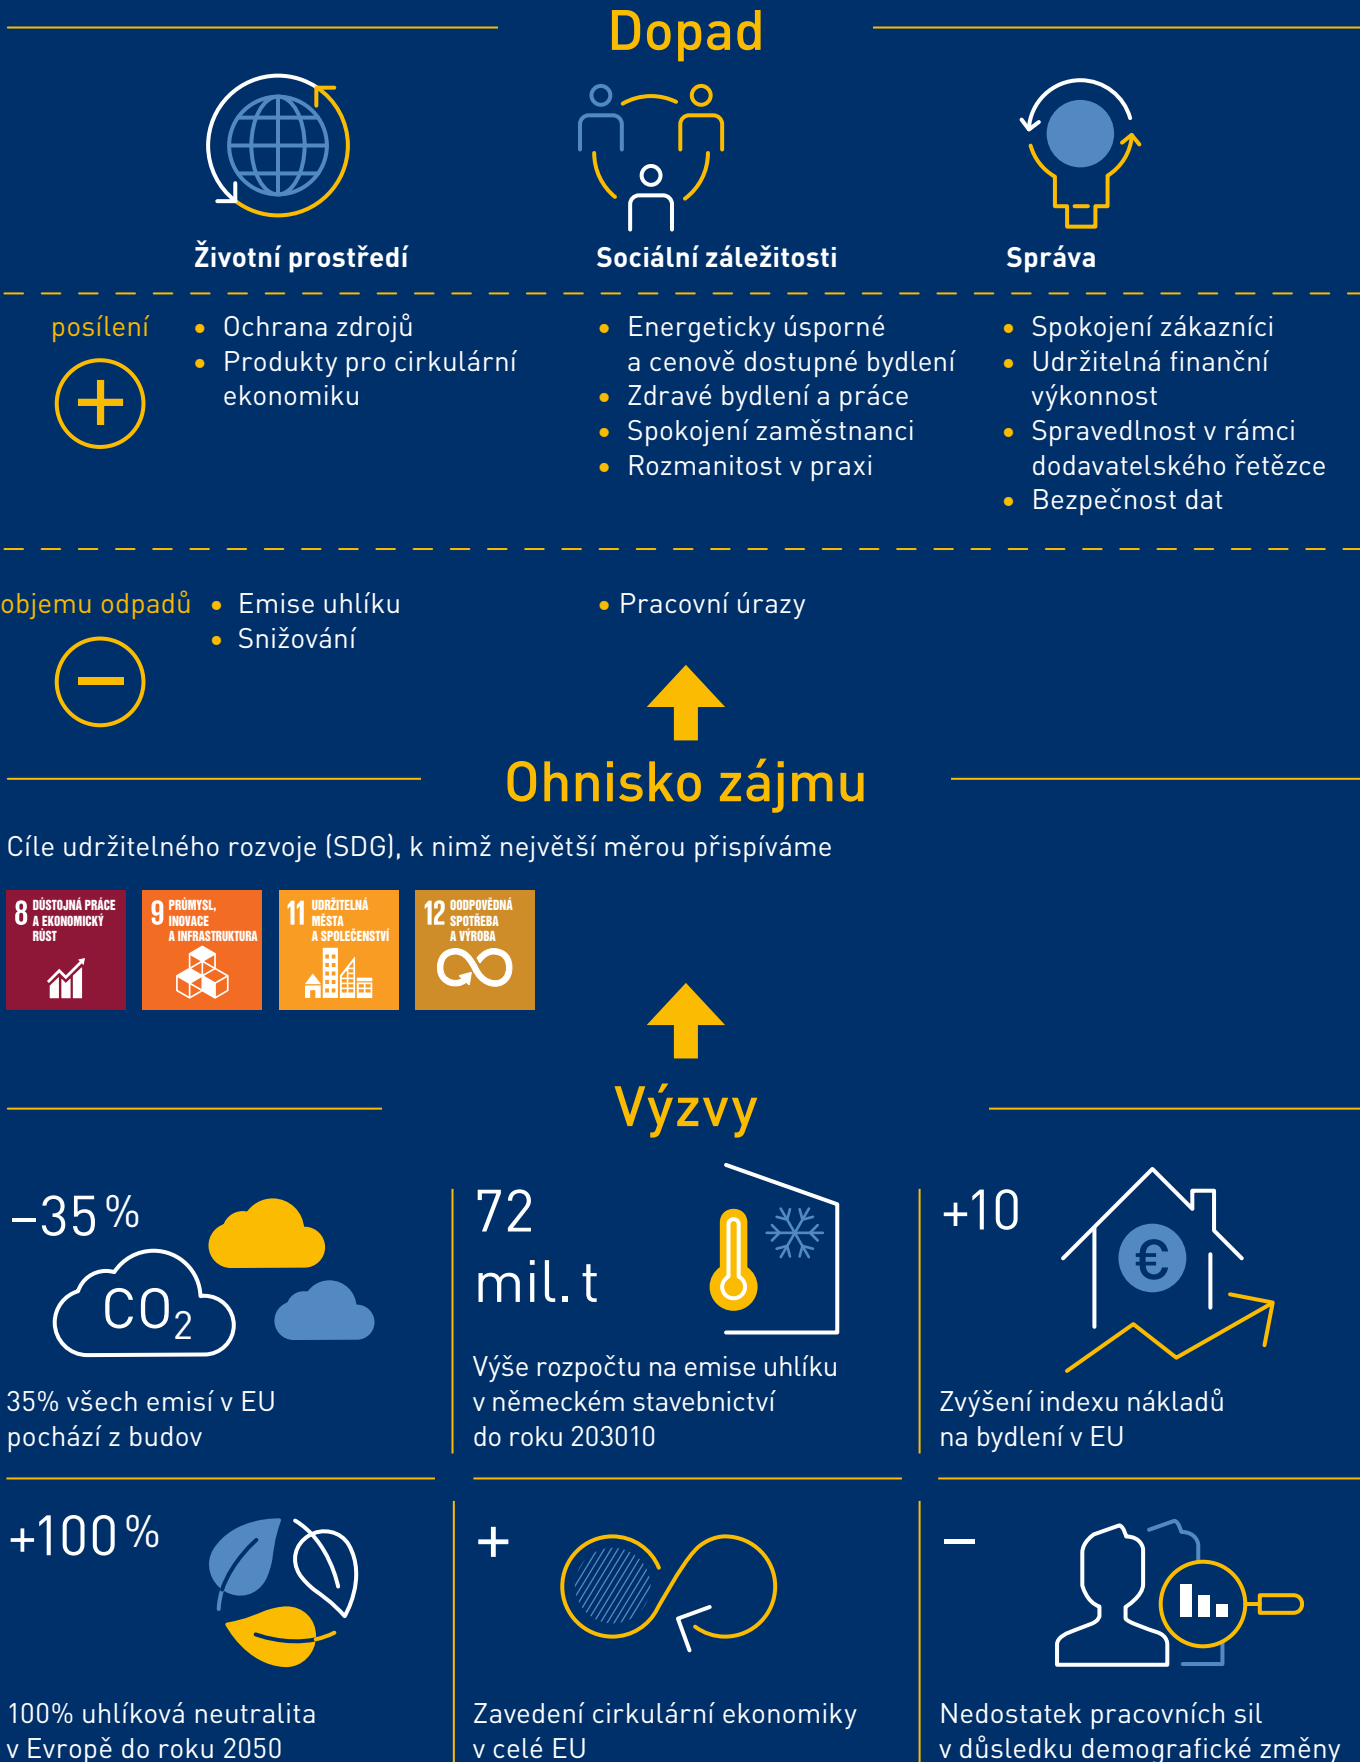 Dopad
Životní prostředí
Sociální záležitosti
Správa
posílení
• Ochrana zdrojů
• Produkty pro cirkulární
ekonomiku
• Energeticky úsporné
a cenově dostupné bydlení
• Zdravé bydlení a práce
• Spokojení zaměstnanci
• Rozmanitost v praxi
• Spokojení zákazníci
• Udržitelná finanční
výkonnost
• Spravedlnost v rámci
dodavatelského řetězce
• Bezpečnost dat
objemu odpadů
• Emise uhlíku
• Snižování
• Pracovní úrazy
Ohnisko zájmu
Cíle udržitelného rozvoje (SDG), k nimž největší měrou přispíváme
8 DŮSTOJNÁ PRÁCE
A EKONOMICKÝ
RŮST
9 PRŮMYSL,
INOVACE
A INFRASTRUKTURA
11 UDRŽITELNÁ
MĚSTA
A SPOLEČENSTVÍ
12 OODPOVĚDNÁ
SPOTŘEBA
A VÝROBA
Výzvy
–35 %
CO2
35% všech emisí v EU
pochází z budov
72
mil. t
Výše rozpočtu na emise uhlíku
v německém stavebnictví
do roku 203010
+10
€
Zvýšení indexu nákladů
na bydlení v EU
+100 %
100% uhlíková neutralita
v Evropě do roku 2050
+
Zavedení cirkulární ekonomiky
v celé EU
–
Nedostatek pracovních sil
v důsledku demografické změny